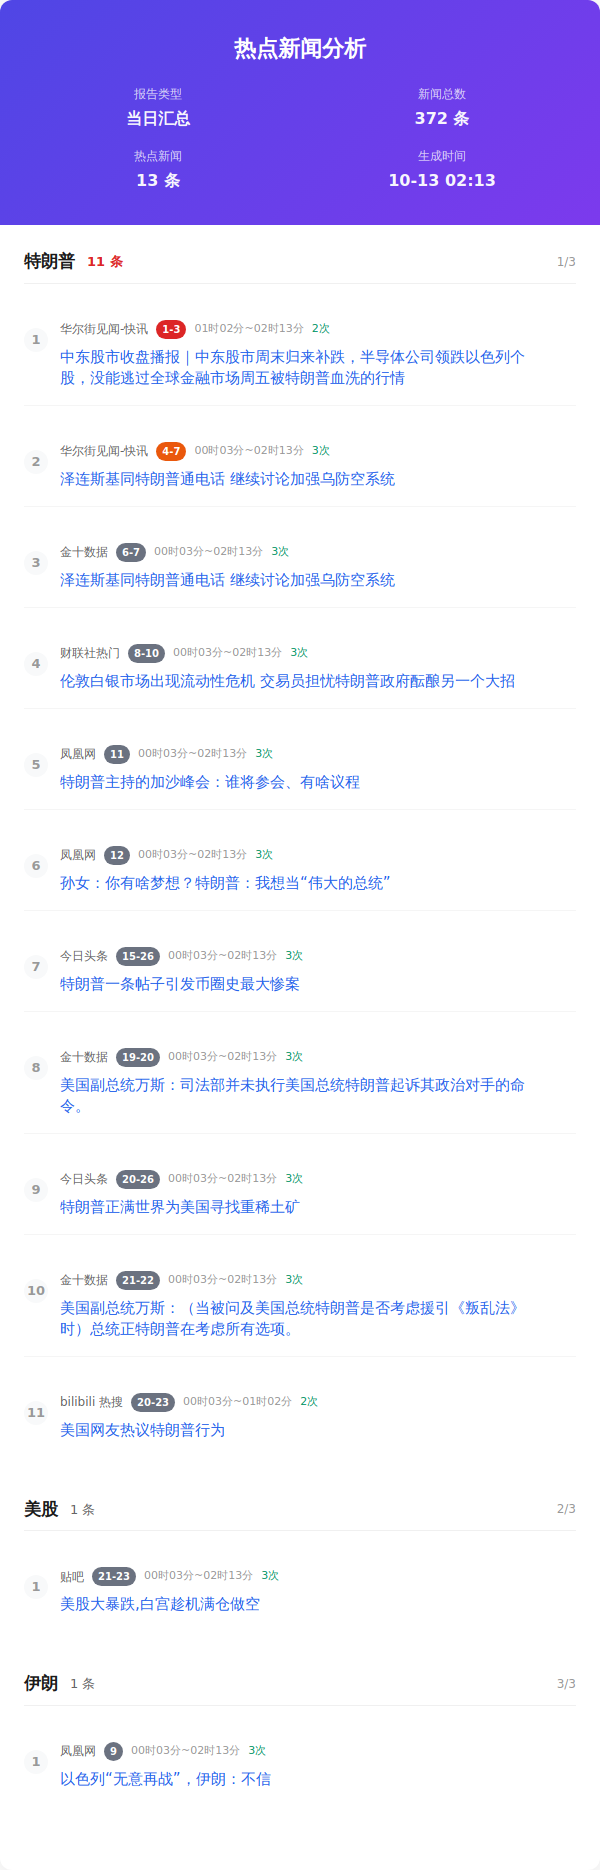 热点新闻分析
报告类型
新闻总数
当日汇总
372 条
热点新闻
生成时间
13 条
10-13 02:13
特朗普 11 条 1/3
1
华尔街见闻-快讯 1-3 01时02分~02时13分 2次
中东股市收盘播报｜中东股市周末归来补跌，半导体公司领跌以色列个
股，没能逃过全球金融市场周五被特朗普血洗的行情
2
华尔街见闻-快讯 4-7 00时03分~02时13分 3次
泽连斯基同特朗普通电话 继续讨论加强乌防空系统
3
金十数据 6-7 00时03分~02时13分 3次
泽连斯基同特朗普通电话 继续讨论加强乌防空系统
4
财联社热门 8-10 00时03分~02时13分 3次
伦敦白银市场出现流动性危机 交易员担忧特朗普政府酝酿另一个大招
5
凤凰网 11 00时03分~02时13分 3次
特朗普主持的加沙峰会：谁将参会、有啥议程
6
凤凰网 12 00时03分~02时13分 3次
孙女：你有啥梦想？特朗普：我想当“伟大的总统”
7
今日头条 15-26 00时03分~02时13分 3次
特朗普一条帖子引发币圈史最大惨案
8
金十数据 19-20 00时03分~02时13分 3次
美国副总统万斯：司法部并未执行美国总统特朗普起诉其政治对手的命
令。
9
今日头条 20-26 00时03分~02时13分 3次
特朗普正满世界为美国寻找重稀土矿
10
金十数据 21-22 00时03分~02时13分 3次
美国副总统万斯：（当被问及美国总统特朗普是否考虑援引《叛乱法》
时）总统正特朗普在考虑所有选项。
11
bilibili 热搜 20-23 00时03分~01时02分 2次
美国网友热议特朗普行为
美股 1 条 2/3
1
贴吧 21-23 00时03分~02时13分 3次
美股大暴跌,白宫趁机满仓做空
伊朗 1 条 3/3
1
凤凰网 9 00时03分~02时13分 3次
以色列“无意再战”，伊朗：不信